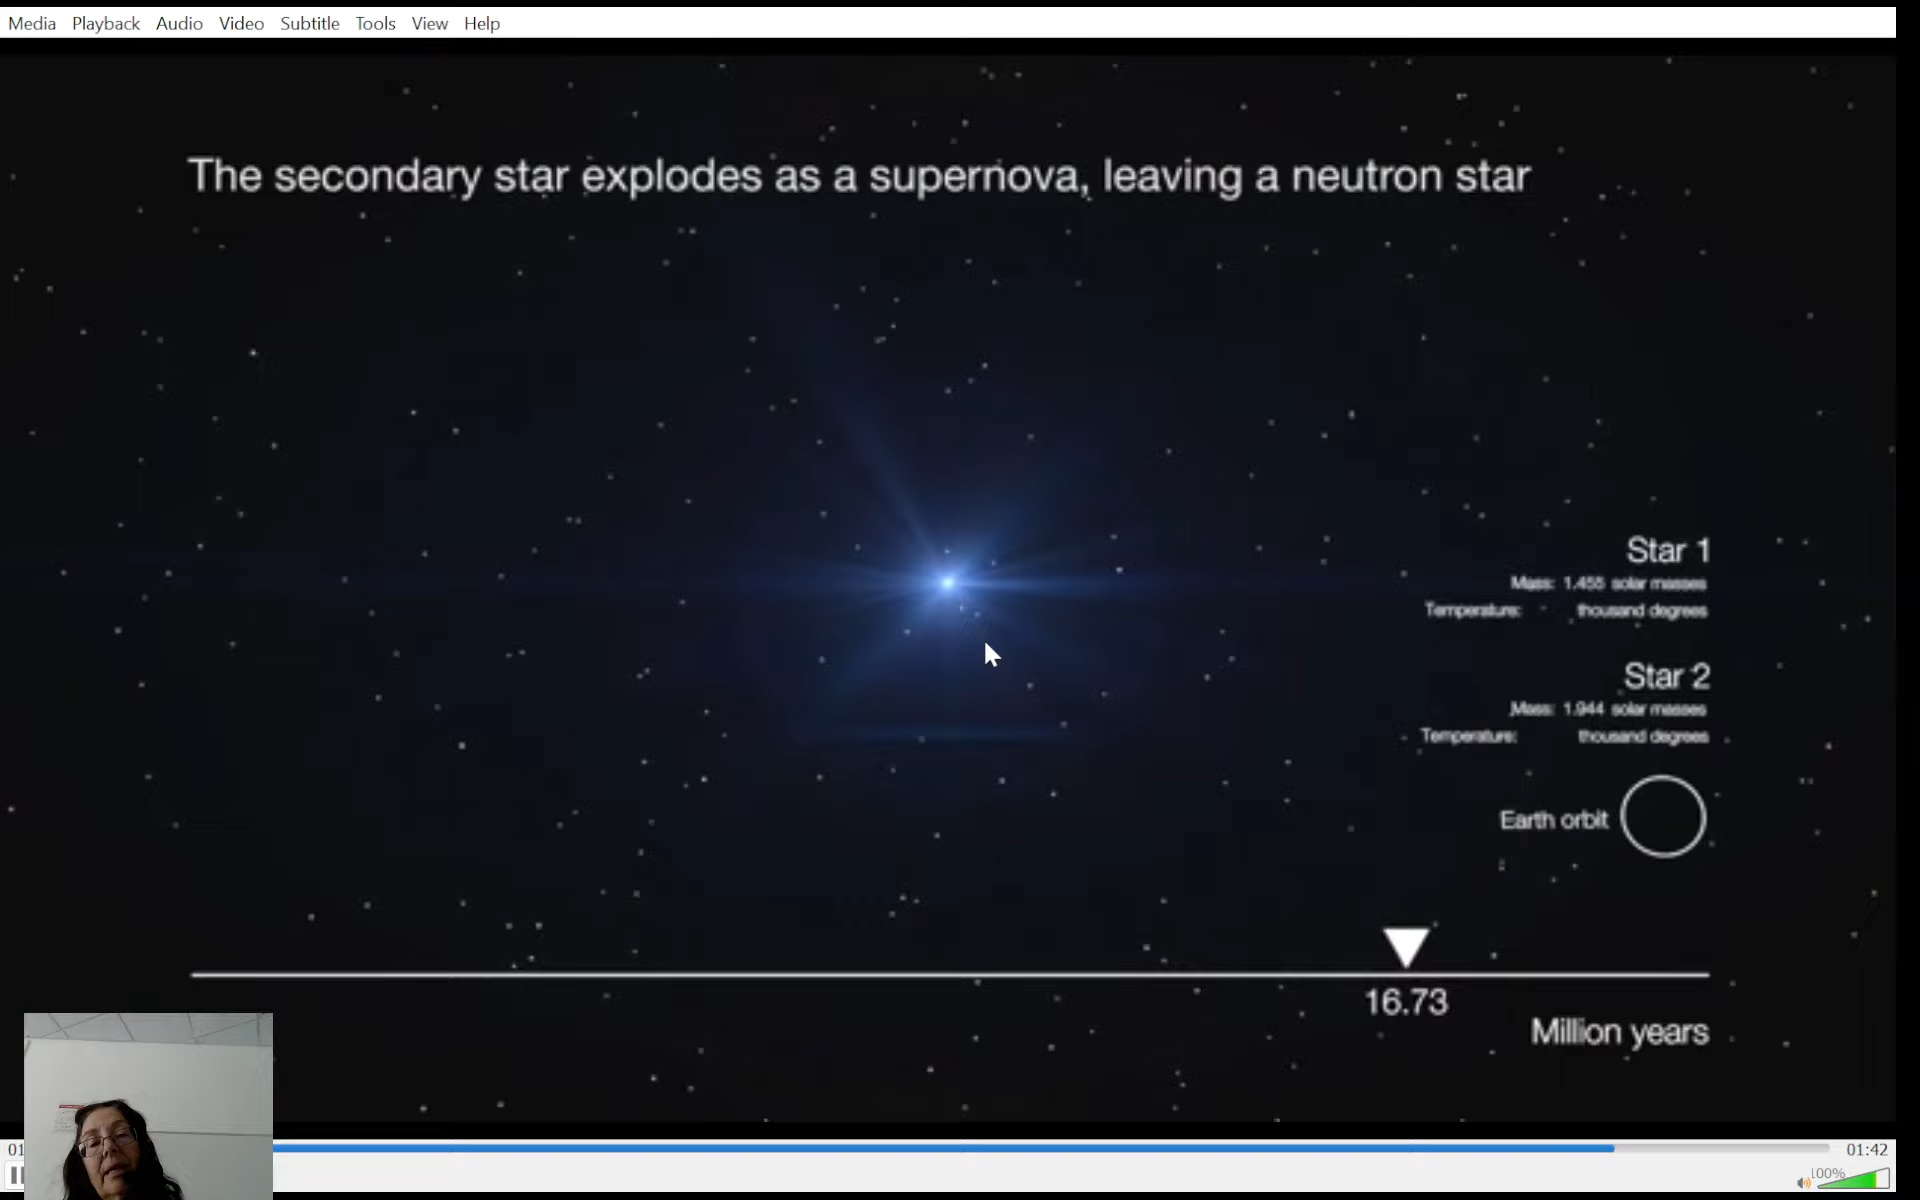 Media Playback Audio Video Subtitle Tools View Help
The secondary star explodes as a supernova, leaving a neutron star
Star 1
Mass: 1.455 solar masses
Temperature: thousand degrees
Star 2
Mass: 1.944 solar masses
Temperature: thousand degrees
Earth orbit
16.73
Million years
01:42
100%